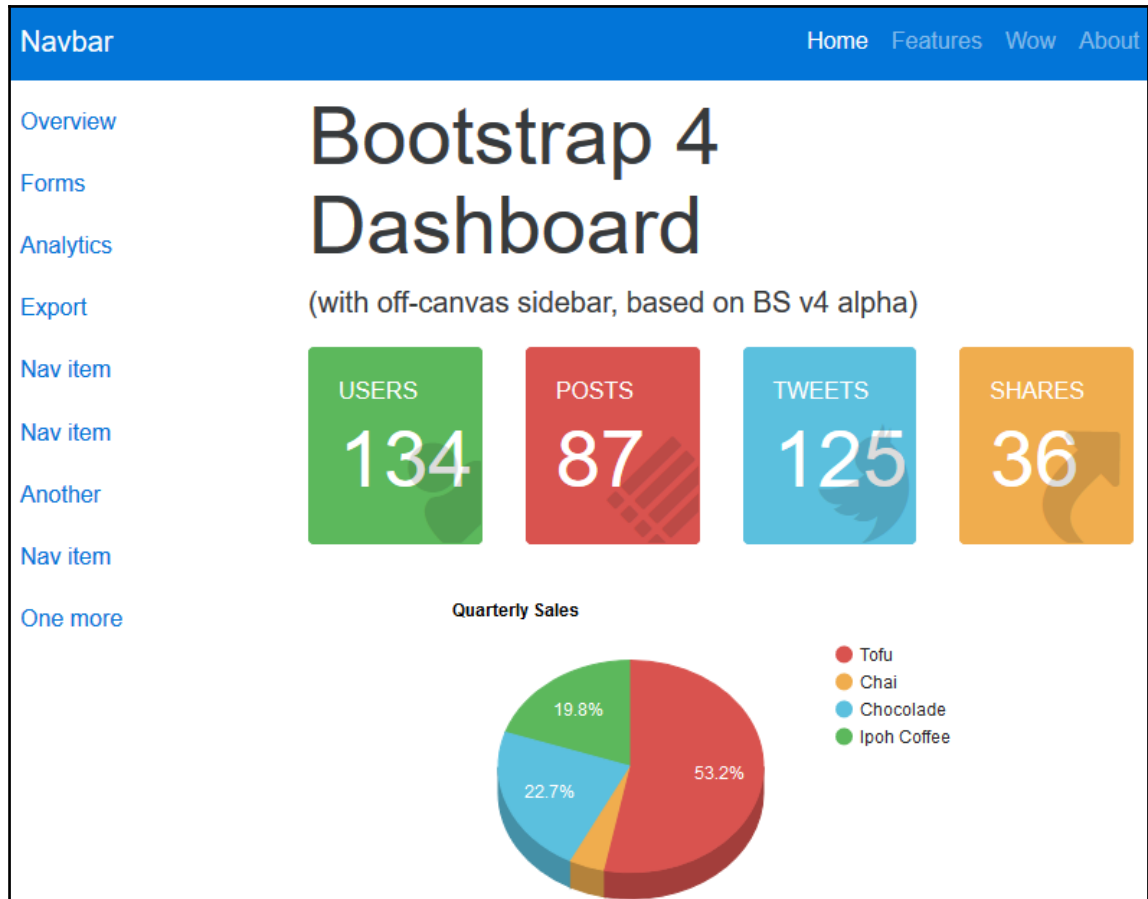 Navbar
Home Features Wow About
Overview
Forms
Analytics
Export
Nav item
Nav item
Another
Nav item
One more
Bootstrap 4
Dashboard
(with off-canvas sidebar, based on BS v4 alpha)
USERS
134
POSTS
87
TWEETS
125
SHARES
36
Quarterly Sales
19.8%
53.2%
22.7%
Tofu
Chai
Chocolade
Ipoh Coffee